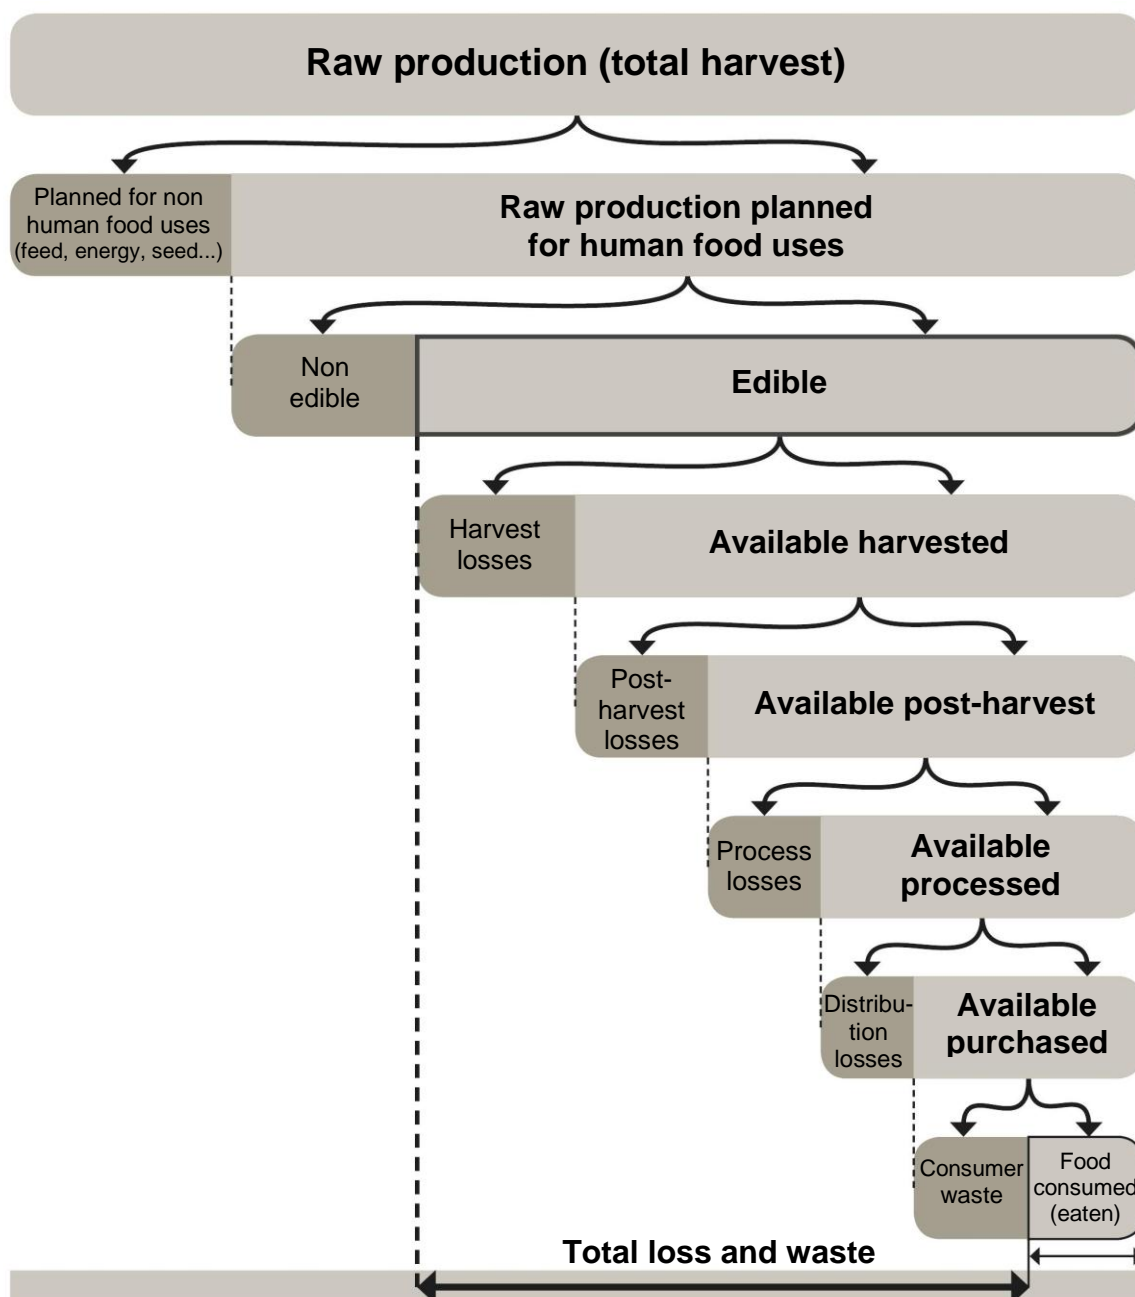 Raw production (total harvest)
Planned for non
human food uses
(feed, energy, seed...)
Raw production planned
for human food uses
Non
edible
Edible
Harvest
losses
Available harvested
Post-
harvest
losses
Available post-harvest
Process
losses
Available
processed
Distribu-
tion
losses
Available
purchased
Consumer
waste
Food
consumed
(eaten)
Total loss and waste